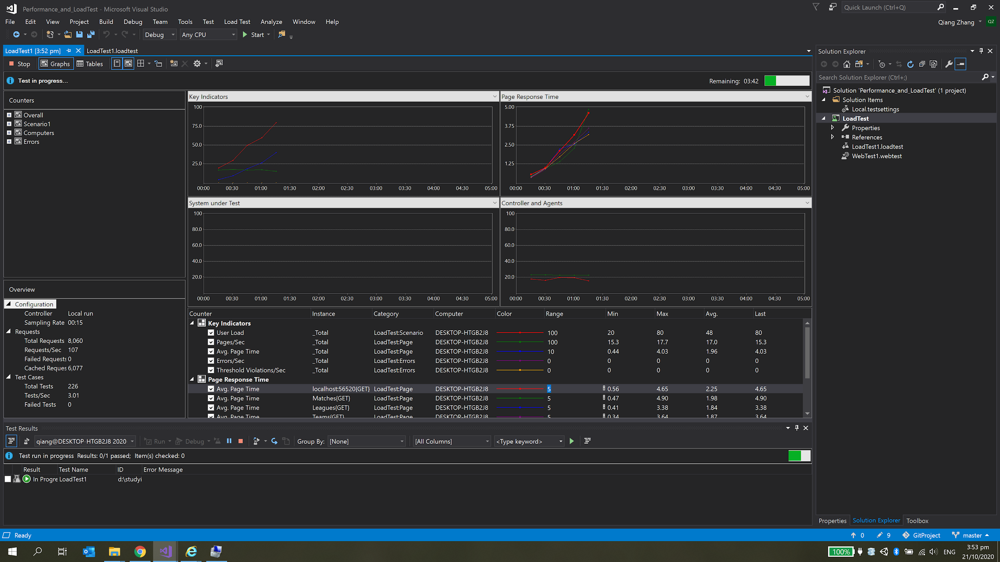 Performance_and_LoadTest - Microsoft Visual Studio
Quick Launch (Ctrl+Q)
File Edit View Project Build Debug Team Tools Test Load Test Analyze Window Help
Qiang Zhang QZ
Debug Any CPU Start
LoadTest1 [3:52 pm] LoadTest1.loadtest
Stop Graphs Tables
Test in progress...
Remaining: 03:42
Counters
Overall
Scenario1
Computers
Errors
Key Indicators
100
75.0
50.0
25.0
00:00 00:30 01:00 01:30 02:00 02:30 03:00 03:30 04:00 04:30 05:00
Page Response Time
5.00
3.75
2.50
1.25
00:00 00:30 01:00 01:30 02:00 02:30 03:00 03:30 04:00 04:30 05:00
System under Test
100
80.0
60.0
40.0
20.0
00:00 00:30 01:00 01:30 02:00 02:30 03:00 03:30 04:00 04:30 05:00
Controller and Agents
100
80.0
60.0
40.0
20.0
00:00 00:30 01:00 01:30 02:00 02:30 03:00 03:30 04:00 04:30 05:00
Overview
Configuration
Controller Local run
Sampling Rate 00:15
Requests
Total Requests 8,060
Requests/Sec 107
Failed Requests 0
Cached Reques 6,077
Test Cases
Total Tests 226
Tests/Sec 3.01
Failed Tests 0
Counter Instance Category Computer Color Range Min Max Avg. Last
Key Indicators
User Load _Total LoadTest:Scenario DESKTOP-HTGB2J8 100 20 80 48 80
Pages/Sec _Total LoadTest:Page DESKTOP-HTGB2J8 100 15.3 17.7 17.0 15.3
Avg. Page Time _Total LoadTest:Page DESKTOP-HTGB2J8 10 0.44 4.03 1.96 4.03
Errors/Sec _Total LoadTest:Errors DESKTOP-HTGB2J8 0 0 0 0 0
Threshold Violations/Sec _Total LoadTest:Errors DESKTOP-HTGB2J8 0 0 0 0 0
Page Response Time
Avg. Page Time localhost:56520{GET} LoadTest:Page DESKTOP-HTGB2J8 5 0.56 4.65 2.25 4.65
Avg. Page Time Matches{GET} LoadTest:Page DESKTOP-HTGB2J8 5 0.47 4.90 1.98 4.90
Avg. Page Time Leagues{GET} LoadTest:Page DESKTOP-HTGB2J8 5 0.41 3.38 1.84 3.38
Avg. Page Time Teams{GET} LoadTest:Page DESKTOP-HTGB2J8 5 0.34 3.64 1.87 3.64
Test Results
qiang@DESKTOP-HTGB2J8 2020- Run Debug Group By: [None] [All Columns] <Type keyword>
Test run in progress Results: 0/1 passed; Item(s) checked: 0
Result Test Name ID Error Message
In Progre LoadTest1 d:\studyi
Solution Explorer
Search Solution Explorer (Ctrl+;)
Solution 'Performance_and_LoadTest' (1 project)
Solution Items
Local.testsettings
LoadTest
Properties
References
LoadTest1.loadtest
WebTest1.webtest
Properties Solution Explorer Toolbox
Ready
0 9 GitProject master
100% ENG
3:53 pm
21/10/2020